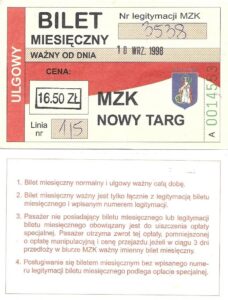 ULGOWY
BILET
MIESIĘCZNY
WAŻNY OD DNIA
Nr legitymacji MZK
3538
18 WRZ. 1998
CENA:
16.50 ZŁ
MZK
NOWY TARG
Linia
nr
115
A
1. Bilet miesięczny normalny i ulgowy ważny całą dobę.
2. Bilet miesięczny ważny jest tylko łącznie z legitymacją biletu
miesięcznego i wpisanym numerem legitymacji.
3. Pasażer nie posiadający biletu miesięcznego lub legitymacji
biletu miesięcznego obowiązany jest do uiszczenia opłaty
specjalnej. Pasażer otrzyma zwrot tej opłaty, pomniejszonej
o opłatę manipulacyjną i cenę przejazdu jeżeli w ciągu 3 dni
przedłoży w biurze MZK ważny imienny bilet miesięczny.
4. Posługiwanie się biletem miesięcznym bez wpisanego nume-
ru legitymacji biletu miesięcznego podlega opłacie specjalnej.